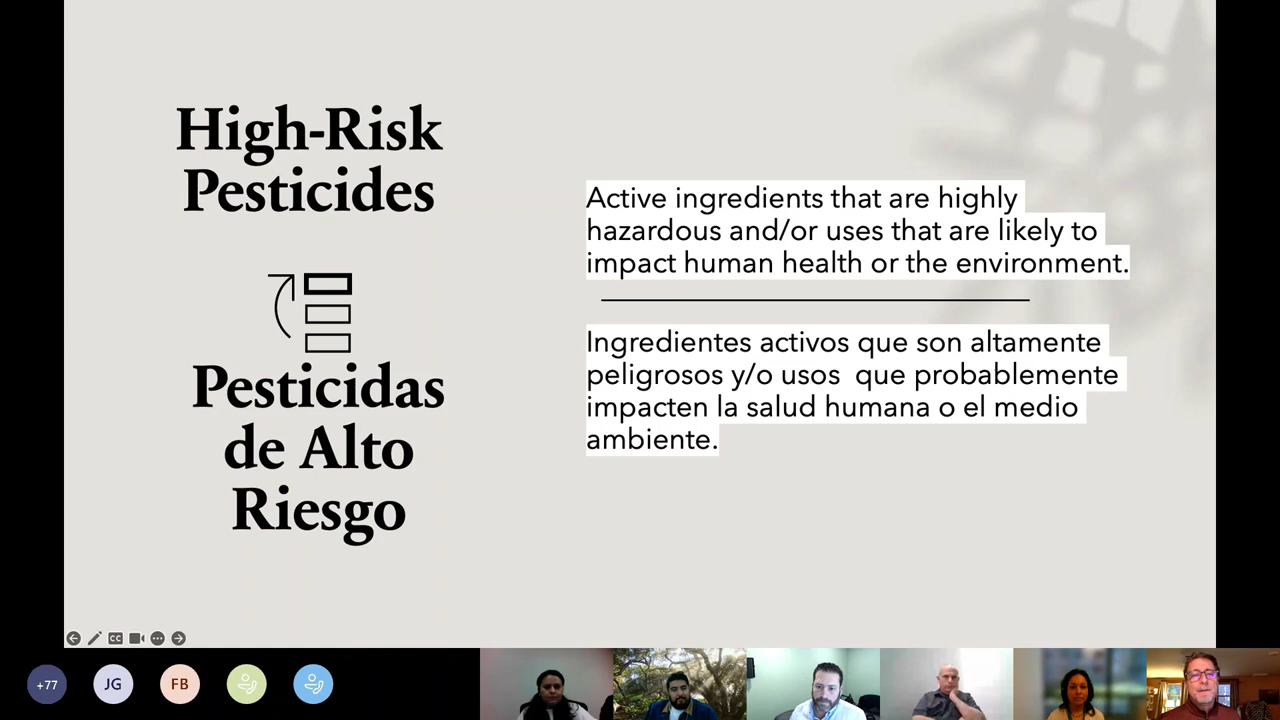 High-Risk
Pesticides
Pesticidas
de Alto
Riesgo
Active ingredients that are highly
hazardous and/or uses that are likely to
impact human health or the environment.
Ingredientes activos que son altamente
peligrosos y/o usos  que probablemente
impacten la salud humana o el medio
ambiente.
CC
+77
JG
FB